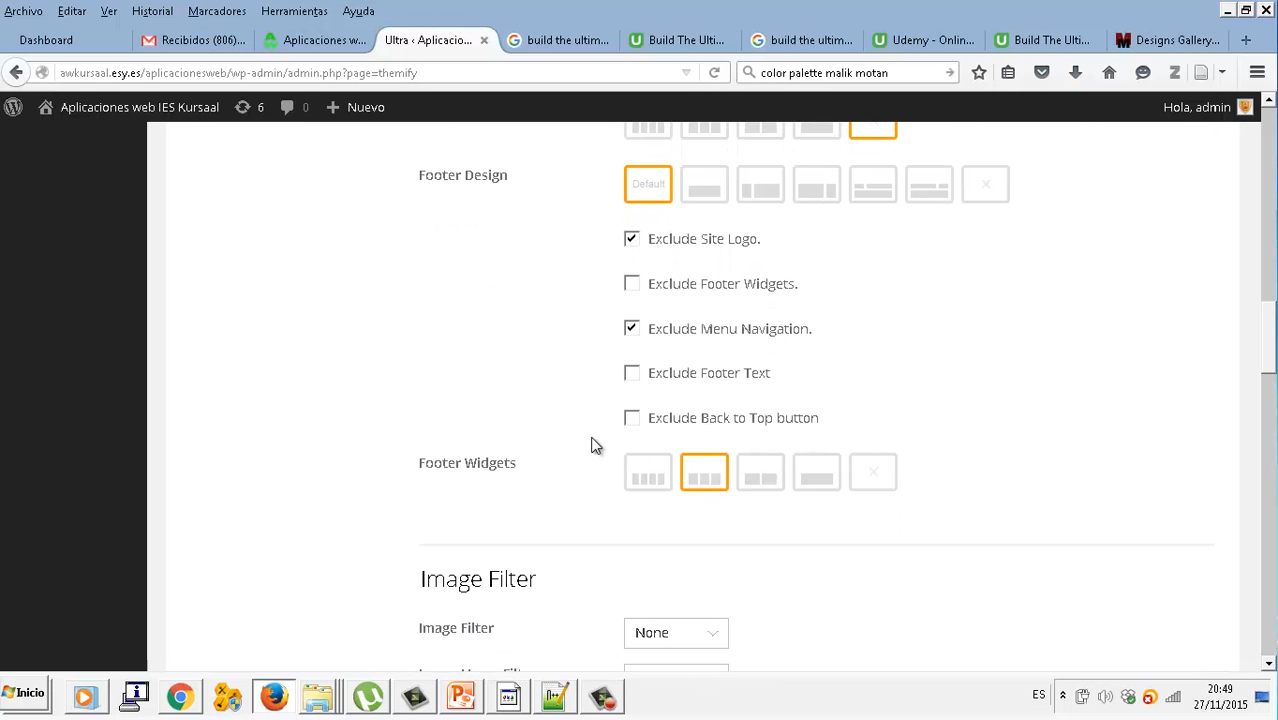 Archivo Editar Ver Historial Marcadores Herramientas Ayuda
Dashboard Recibidos (806)... Aplicaciones w... Ultra ‹ Aplicacio... build the ultim... Build The Ulti... build the ultim... Udemy - Onlin... Build The Ulti... Designs Gallery...
awkursaal.esy.es/aplicacionesweb/wp-admin/admin.php?page=themify color palette malik motan
Aplicaciones web IES Kursaal 6 0 Nuevo Hola, admin
Footer Design Default
Exclude Site Logo.
Exclude Footer Widgets.
Exclude Menu Navigation.
Exclude Footer Text
Exclude Back to Top button
Footer Widgets
Image Filter
Image Filter None
Inicio ES 20:49
27/11/2015